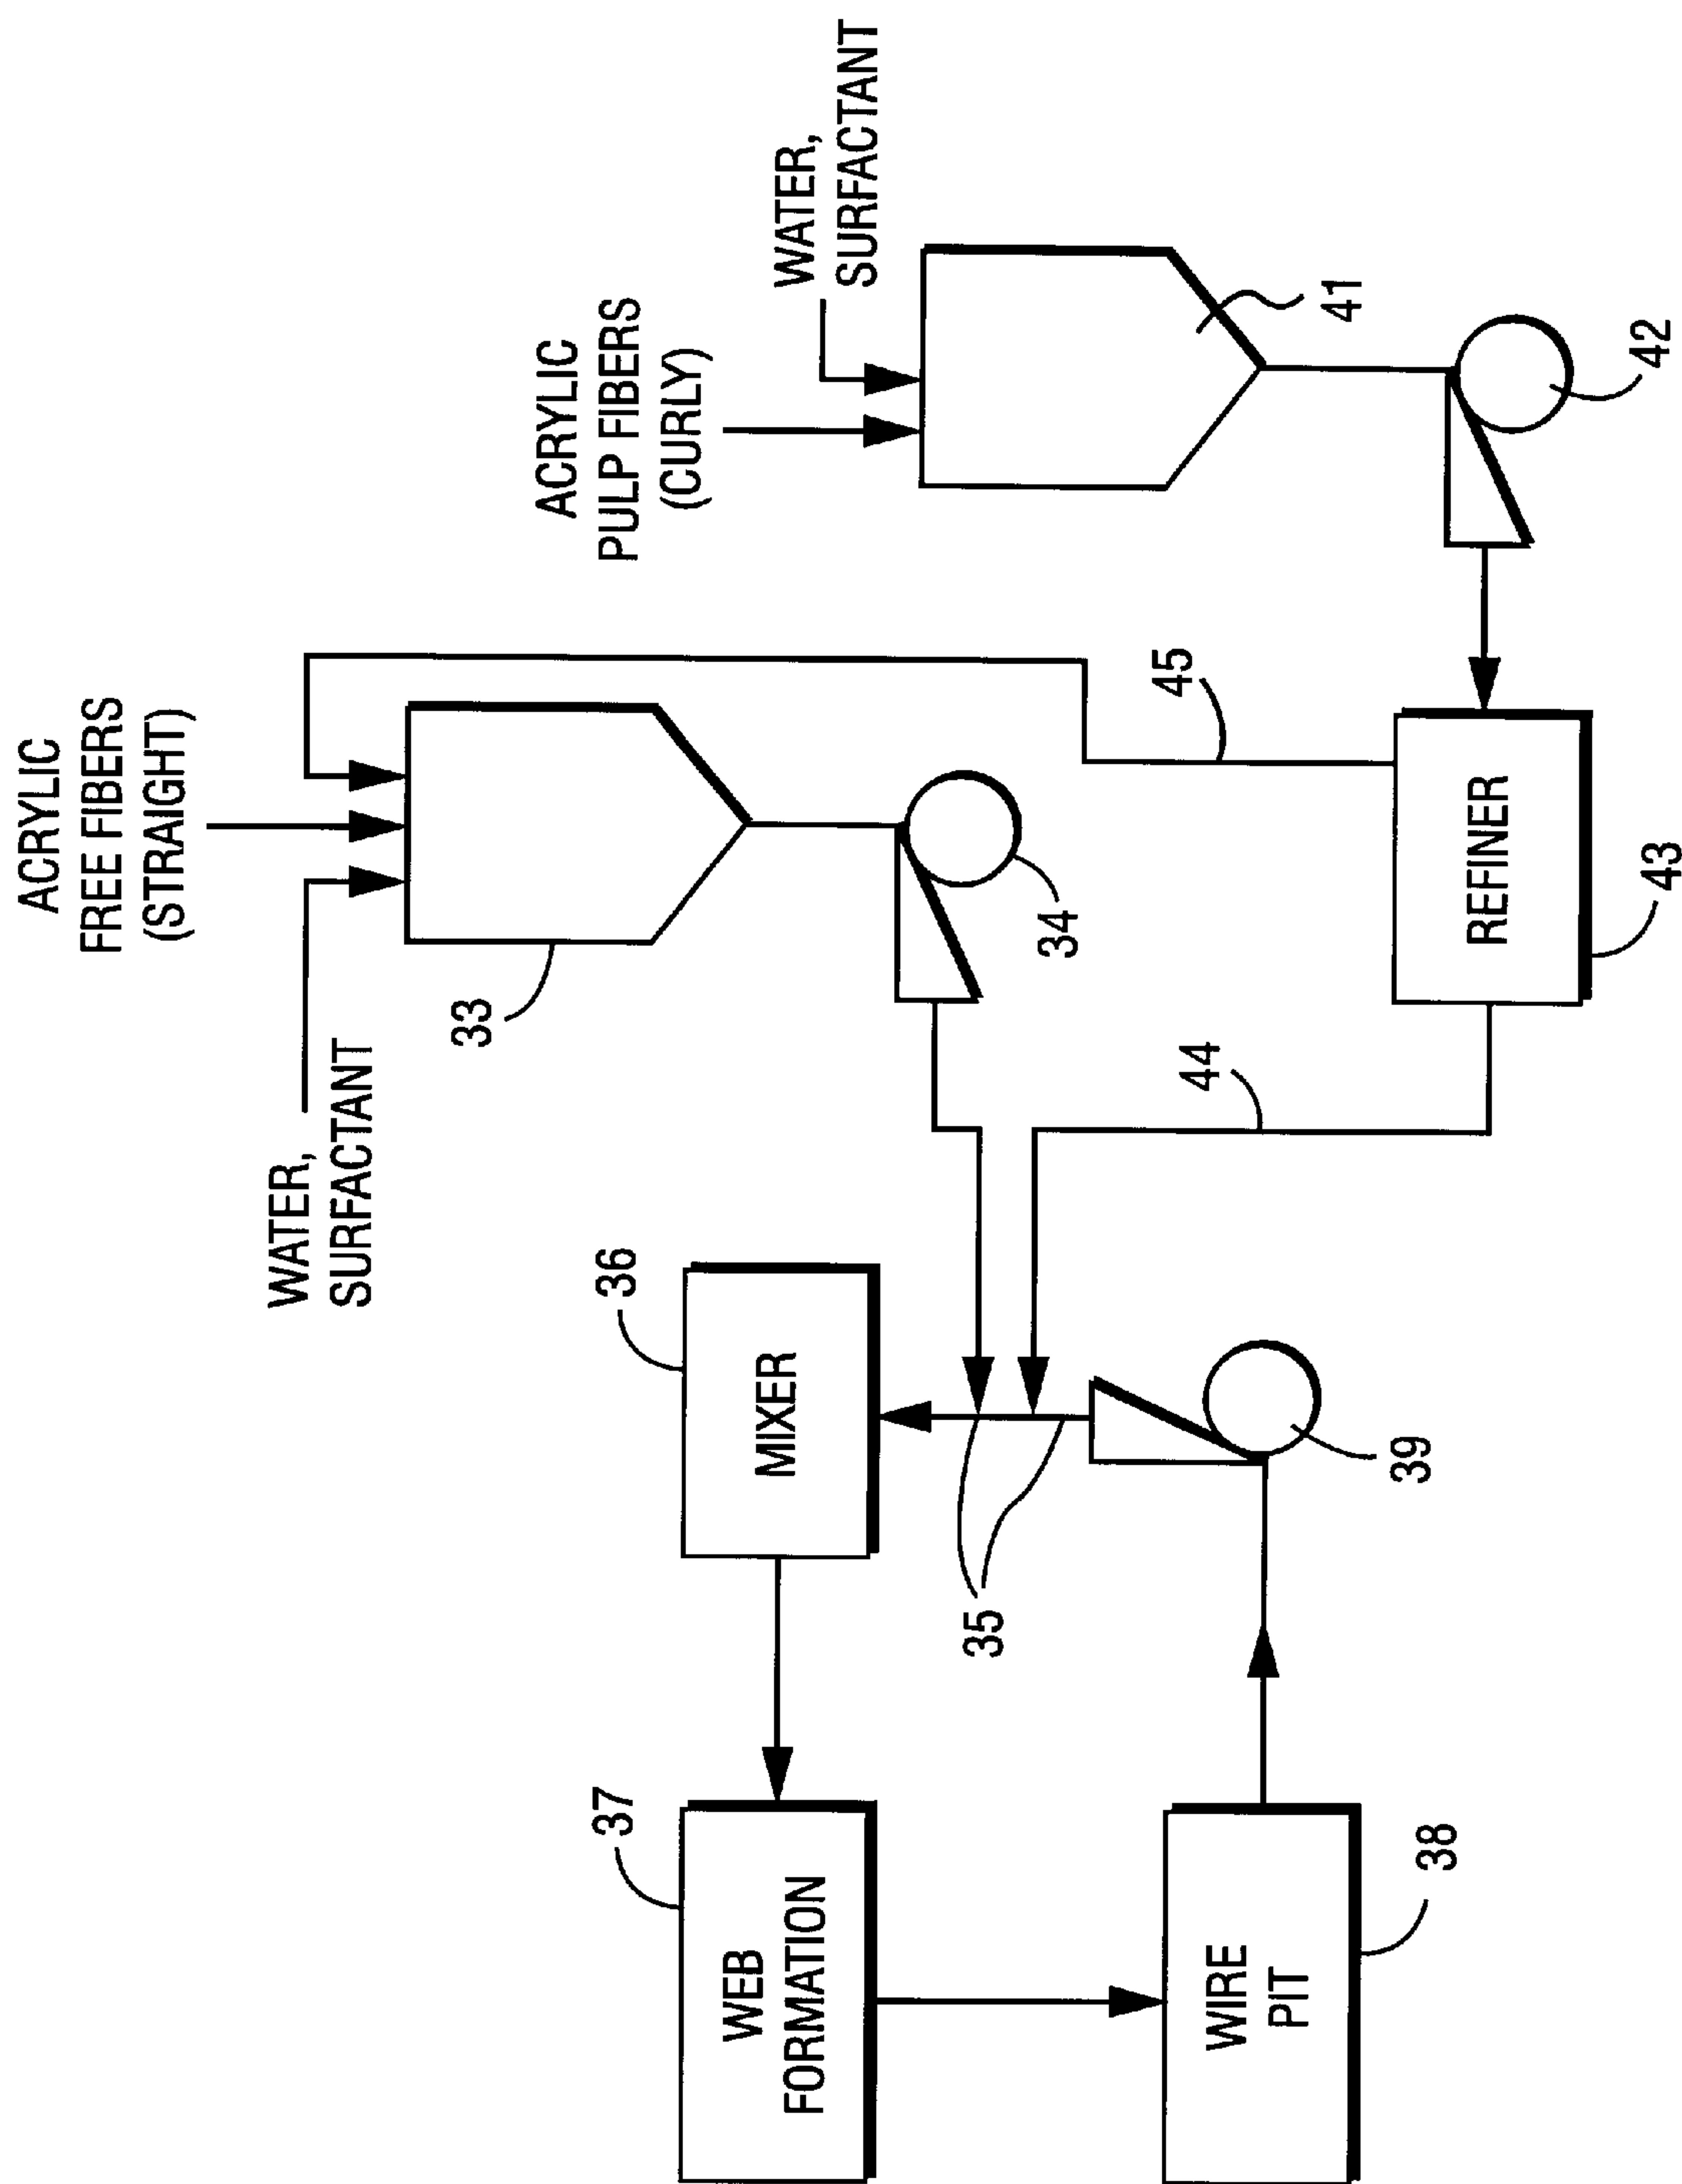 ACRYLIC
FREE FIBERS
(STRAIGHT)
WATER,
SURFACTANT
33
34
ACRYLIC
PULP FIBERS
(CURLY)
WATER,
SURFACTANT
41
42
45
REFINER
43
44
36
MIXER
35
39
37
WEB
FORMATION
WIRE
PIT
38